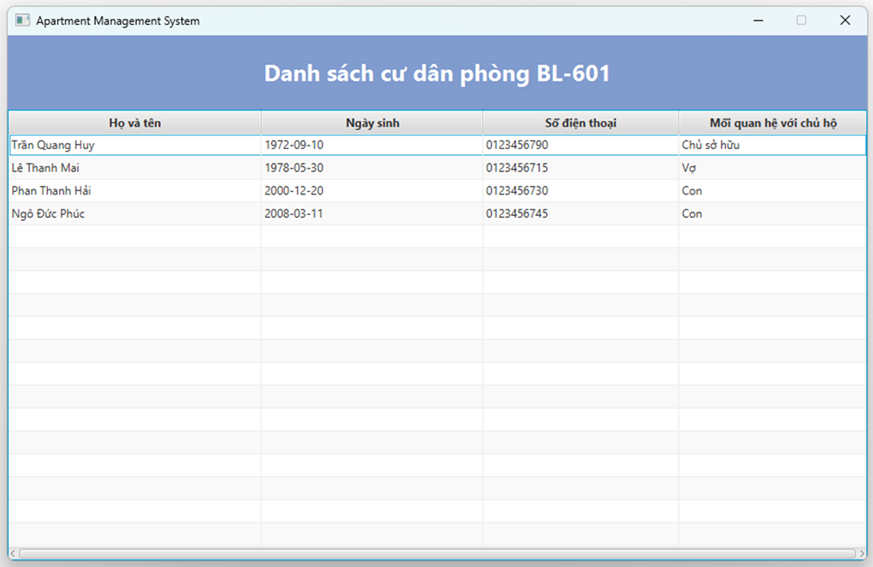 Apartment Management System
Danh sách cư dân phòng BL-601
Họ và tên Ngày sinh Số điện thoại Mối quan hệ với chủ hộ
Trần Quang Huy 1972-09-10 0123456790 Chủ sở hữu
Lê Thanh Mai 1978-05-30 0123456715 Vợ
Phan Thanh Hải 2000-12-20 0123456730 Con
Ngô Đức Phúc 2008-03-11 0123456745 Con